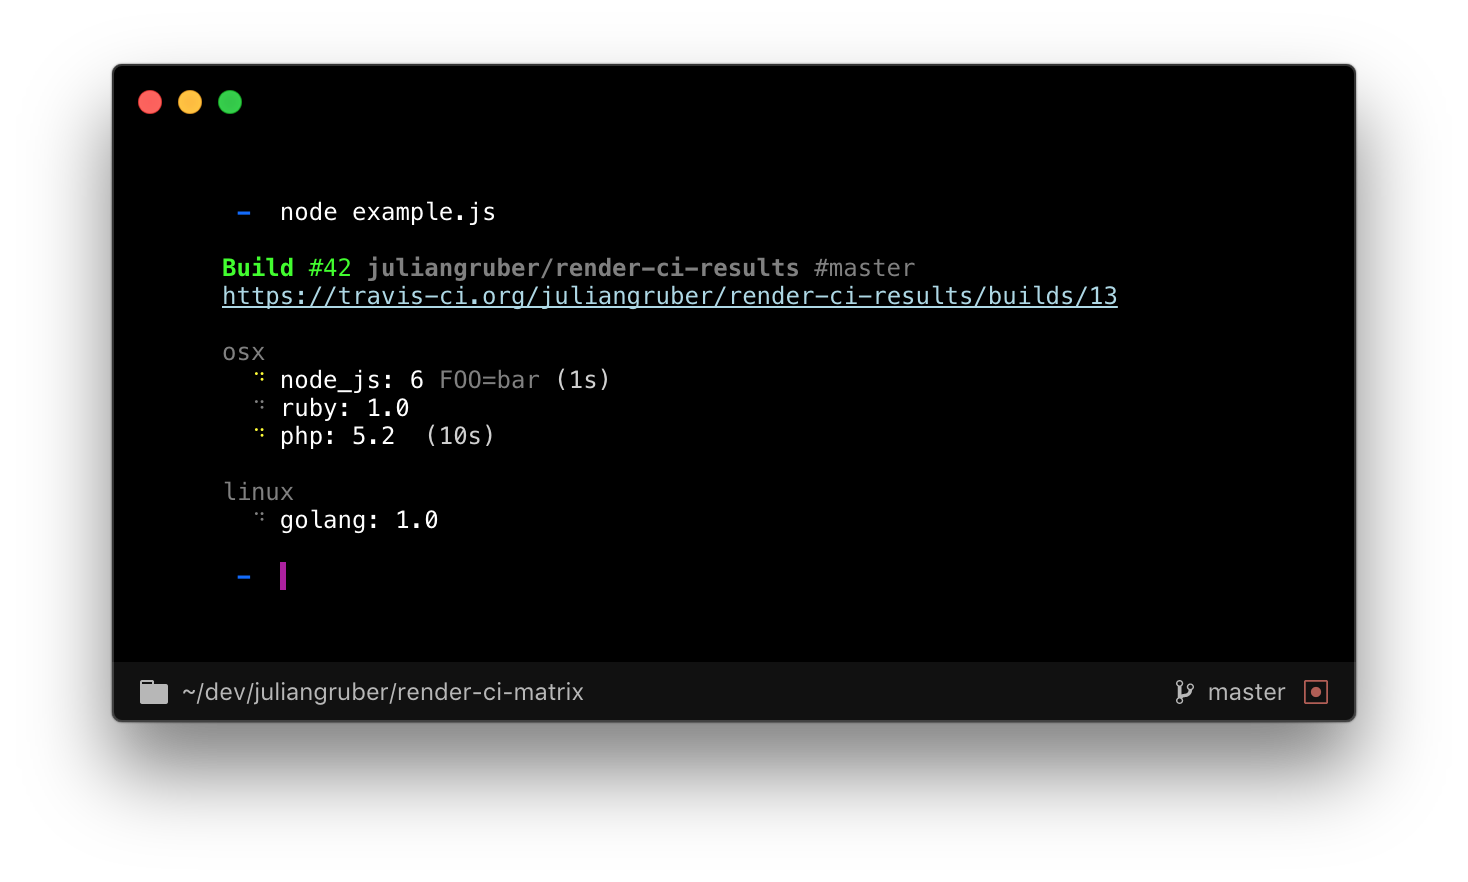 – node example.js
Build #42 juliangruber/render-ci-results #master
https://travis-ci.org/juliangruber/render-ci-results/builds/13
osx
⠙ node_js: 6 FOO=bar (1s)
⠙ ruby: 1.0
⠙ php: 5.2  (10s)
linux
⠙ golang: 1.0
–
~/dev/juliangruber/render-ci-matrix
master